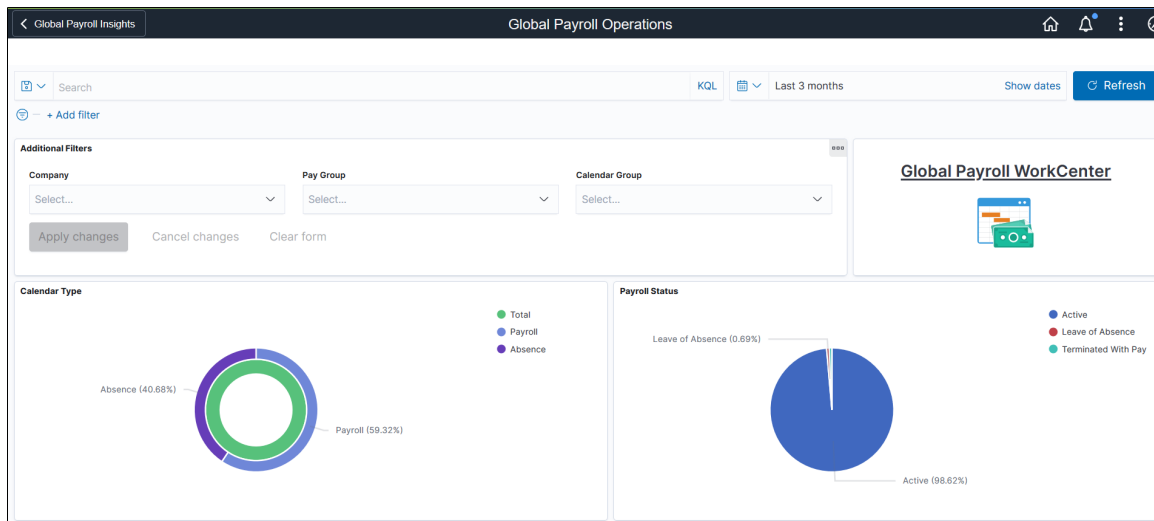 Global Payroll Insights
Global Payroll Operations
Search
KQL
Last 3 months
Show dates
Refresh
+ Add filter
Additional Filters
Company
Pay Group
Calendar Group
Select...
Select...
Select...
Apply changes
Cancel changes
Clear form
Global Payroll WorkCenter
Calendar Type
Total
Payroll
Absence
Absence (40.68%)
Payroll (59.32%)
Payroll Status
Active
Leave of Absence
Terminated With Pay
Leave of Absence (0.69%)
Active (98.62%)